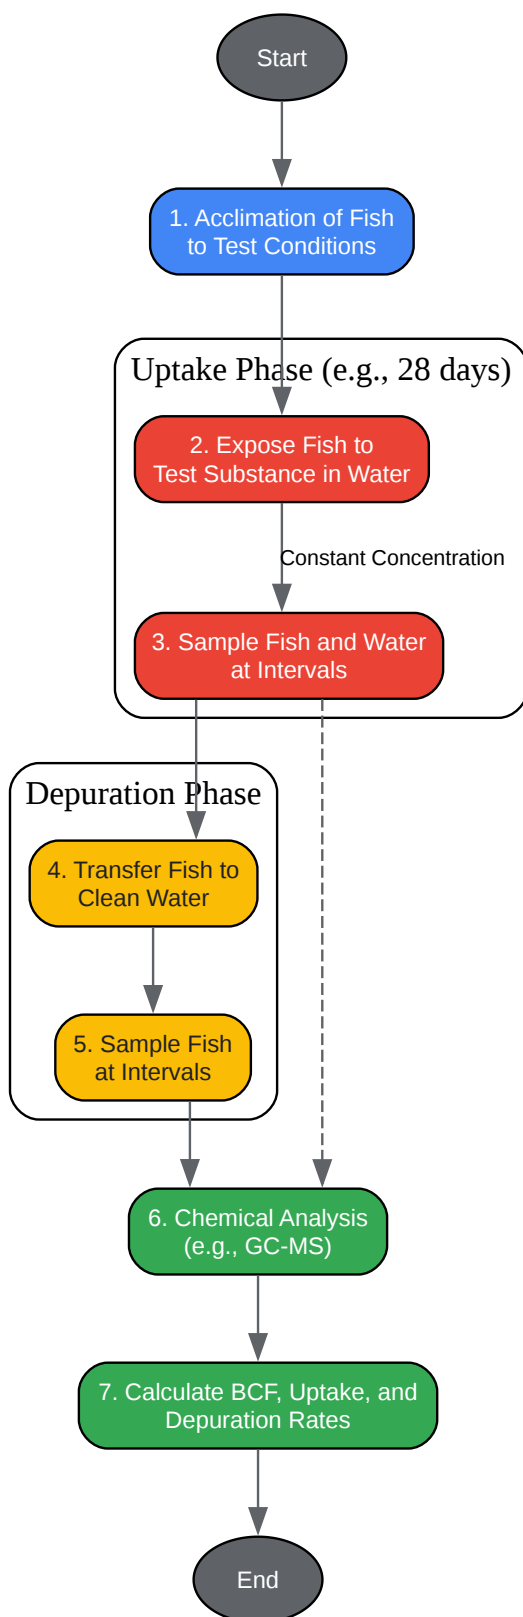 Start
1. Acclimation of Fish
to Test Conditions
Uptake Phase (e.g., 28 days)
2. Expose Fish to
Test Substance in Water
Constant Concentration
3. Sample Fish and Water
at Intervals
Depuration Phase
4. Transfer Fish to
Clean Water
5. Sample Fish
at Intervals
6. Chemical Analysis
(e.g., GC-MS)
7. Calculate BCF, Uptake, and
Depuration Rates
End